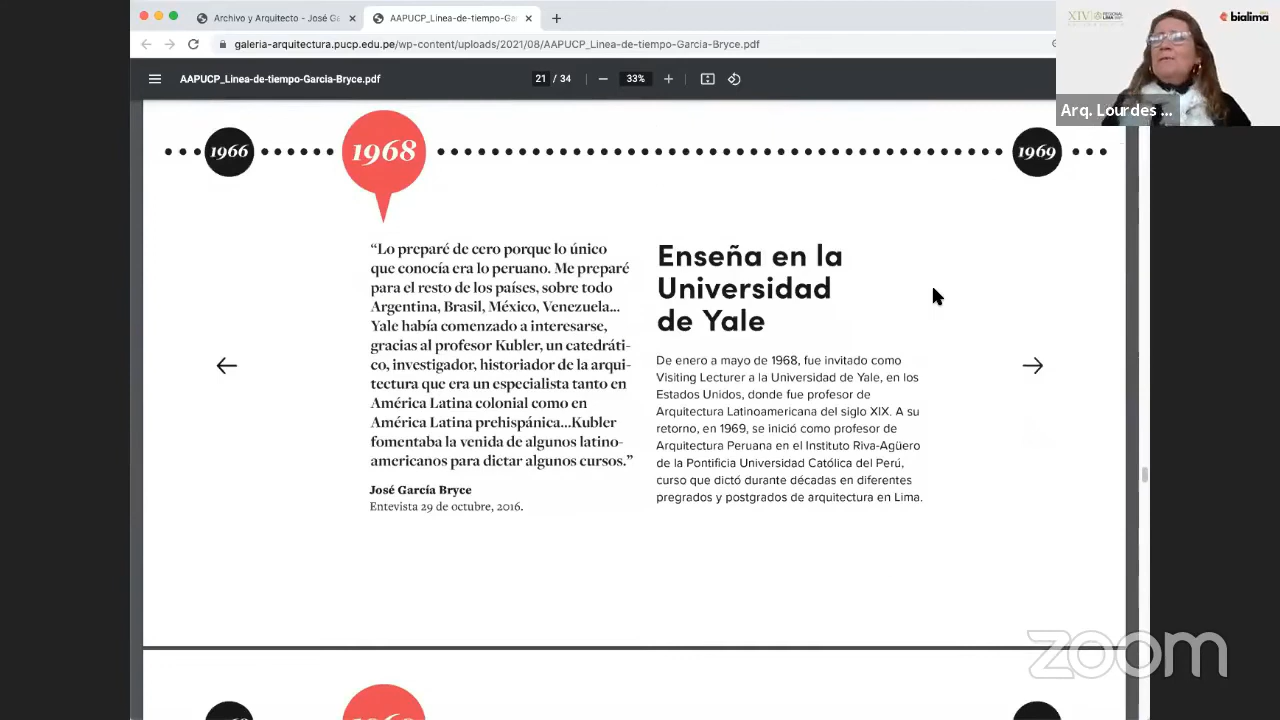 Archivo y Arquitecto - José Ga
AAPUCP_Linea-de-tiempo-Gar
galeria-arquitectura.pucp.edu.pe/wp-content/uploads/2021/08/AAPUCP_Linea-de-tiempo-Garcia-Bryce.pdf
AAPUCP_Linea-de-tiempo-Garcia-Bryce.pdf
21 / 34
33%
XIV REGIONAL
bialima
Arq. Lourdes ...
1966
1968
1969
“Lo preparé de cero porque lo único
que conocía era lo peruano. Me preparé
para el resto de los países, sobre todo
Argentina, Brasil, México, Venezuela...
Yale había comenzado a interesarse,
gracias al profesor Kubler, un catedráti-
co, investigador, historiador de la arqui-
tectura que era un especialista tanto en
América Latina colonial como en
América Latina prehispánica...Kubler
fomentaba la venida de algunos latino-
americanos para dictar algunos cursos.”
José García Bryce
Entevista 29 de octubre, 2016.
Enseña en la
Universidad
de Yale
De enero a mayo de 1968, fue invitado como
Visiting Lecturer a la Universidad de Yale, en los
Estados Unidos, donde fue profesor de
Arquitectura Latinoamericana del siglo XIX. A su
retorno, en 1969, se inició como profesor de
Arquitectura Peruana en el Instituto Riva-Agüero
de la Pontificia Universidad Católica del Perú,
curso que dictó durante décadas en diferentes
pregrados y postgrados de arquitectura en Lima.
zoom